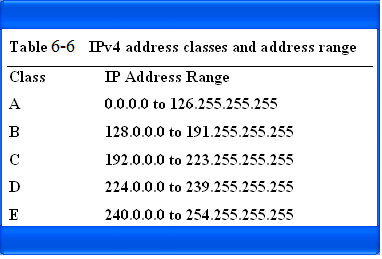 Table 6-6 IPv4 address classes and address range
Class IP Address Range
A 0.0.0.0 to 126.255.255.255
B 128.0.0.0 to 191.255.255.255
C 192.0.0.0 to 223.255.255.255
D 224.0.0.0 to 239.255.255.255
E 240.0.0.0 to 254.255.255.255